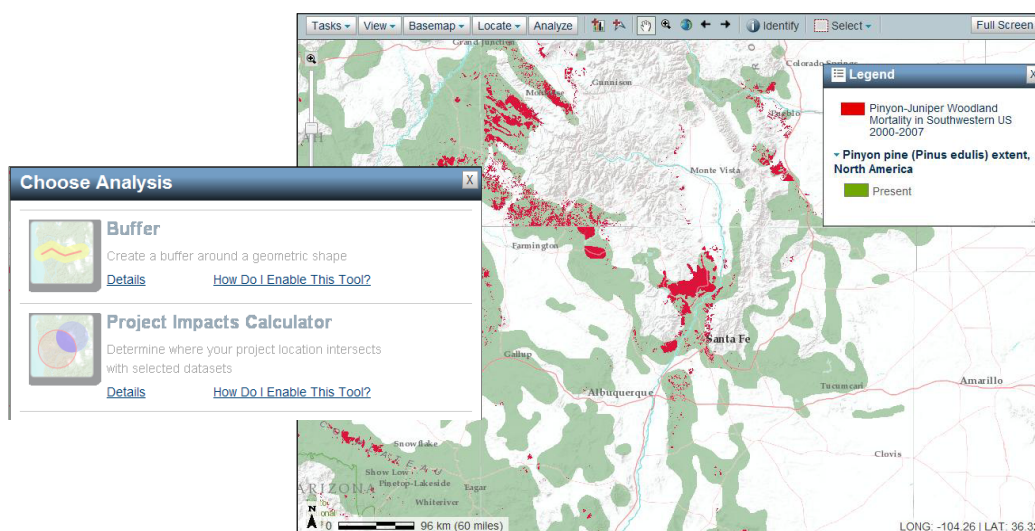 Tasks View Basemap Locate Analyze Identify Select Full Screen
Grand Junction
Colorado Springs
Gunnison
Pueblo
Monte Vista
Farmington
Santa Fe
Gallup
Albuquerque
Tucumcari
Amarillo
Clovis
Snowflake
Show Low
Pinetop-Lakeside
Eagar
ARIZONA
Whiteriver
N
0 96 km (60 miles)
LONG: -104.26 | LAT: 36.3
Legend X
Pinyon-Juniper Woodland
Mortality in Southwestern US
2000-2007
Pinyon pine (Pinus edulis) extent,
North America
Present
Choose Analysis X
Buffer
Create a buffer around a geometric shape
Details How Do I Enable This Tool?
Project Impacts Calculator
Determine where your project location intersects
with selected datasets
Details How Do I Enable This Tool?